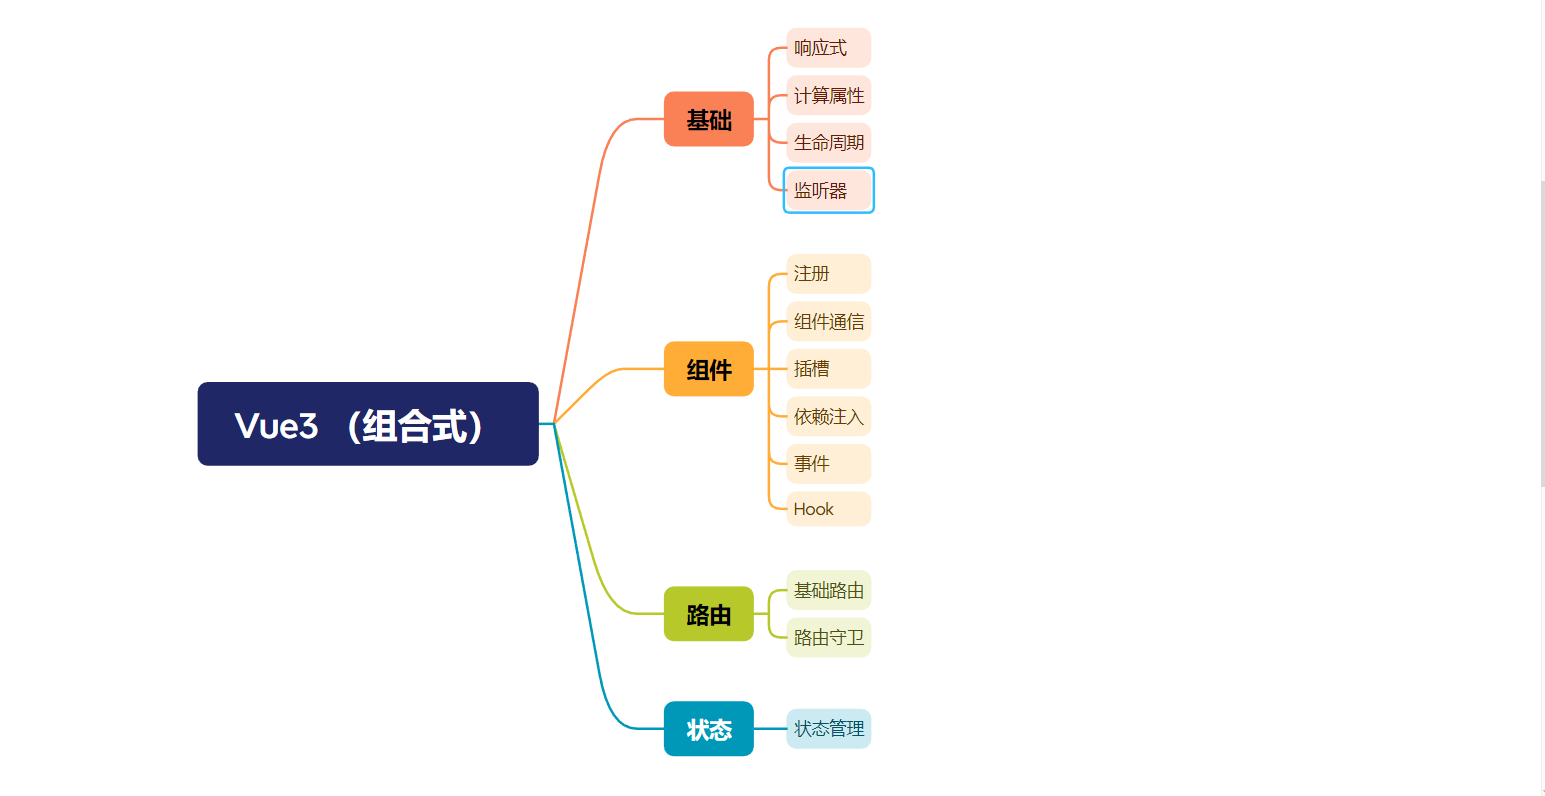 Vue3 （组合式）
基础
响应式
计算属性
生命周期
监听器
组件
注册
组件通信
插槽
依赖注入
事件
Hook
路由
基础路由
路由守卫
状态
状态管理